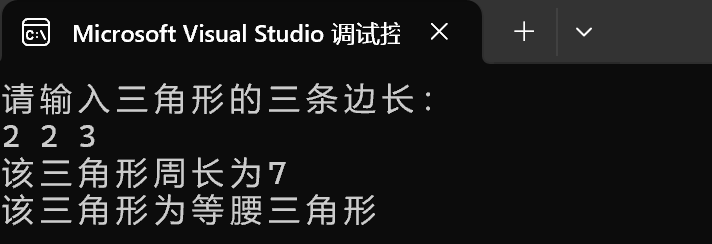 Microsoft Visual Studio 调试控
请输入三角形的三条边长：
2 2 3
该三角形周长为7
该三角形为等腰三角形